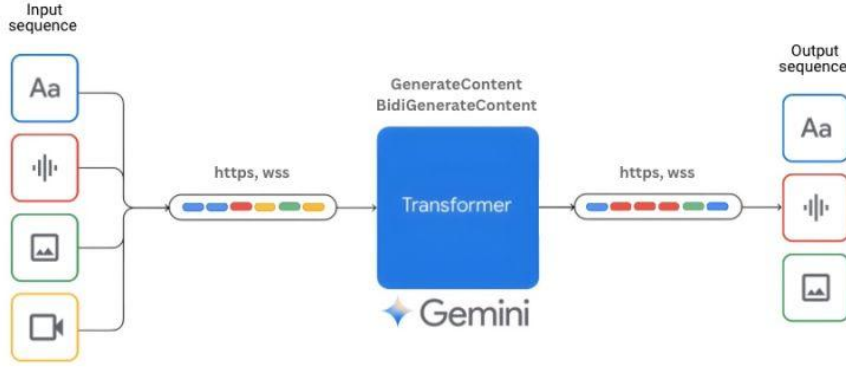 Input
sequence
Aa
https, wss
GenerateContent
BidiGenerateContent
Transformer
Gemini
https, wss
Output
sequence
Aa